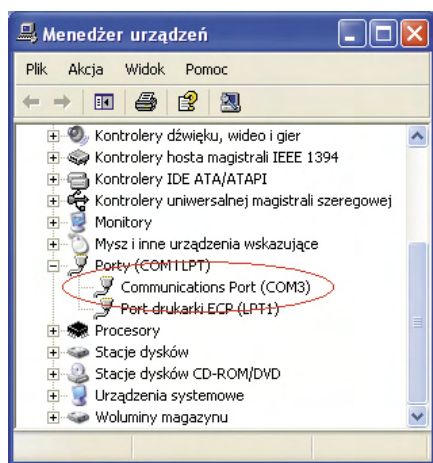 Menedżer urządzeń
Plik Akcja Widok Pomoc
Kontrolery dźwięku, wideo i gier
Kontrolery hosta magistrali IEEE 1394
Kontrolery IDE ATA/ATAPI
Kontrolery uniwersalnej magistrali szeregowej
Monitory
Mysz i inne urządzenia wskazujące
Porty (COM i LPT)
Communications Port (COM3)
Port drukarki ECP (LPT1)
Procesory
Stacje dysków
Stacje dysków CD-ROM/DVD
Urządzenia systemowe
Woluminy magazynu